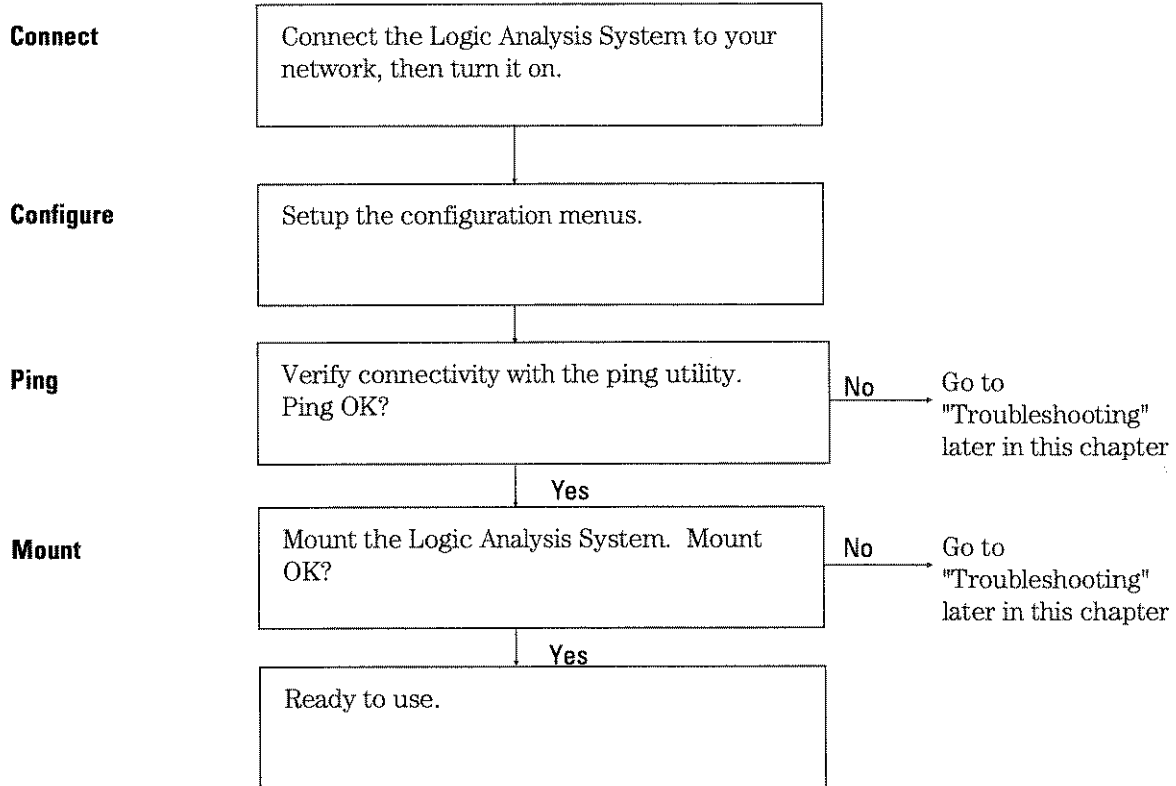 Connect
Connect the Logic Analysis System to your
network, then turn it on.
Configure
Setup the configuration menus.
Ping
Verify connectivity with the ping utility.
Ping OK?
No
Go to
"Troubleshooting"
later in this chapter
Yes
Mount
Mount the Logic Analysis System. Mount
OK?
No
Go to
"Troubleshooting"
later in this chapter
Yes
Ready to use.